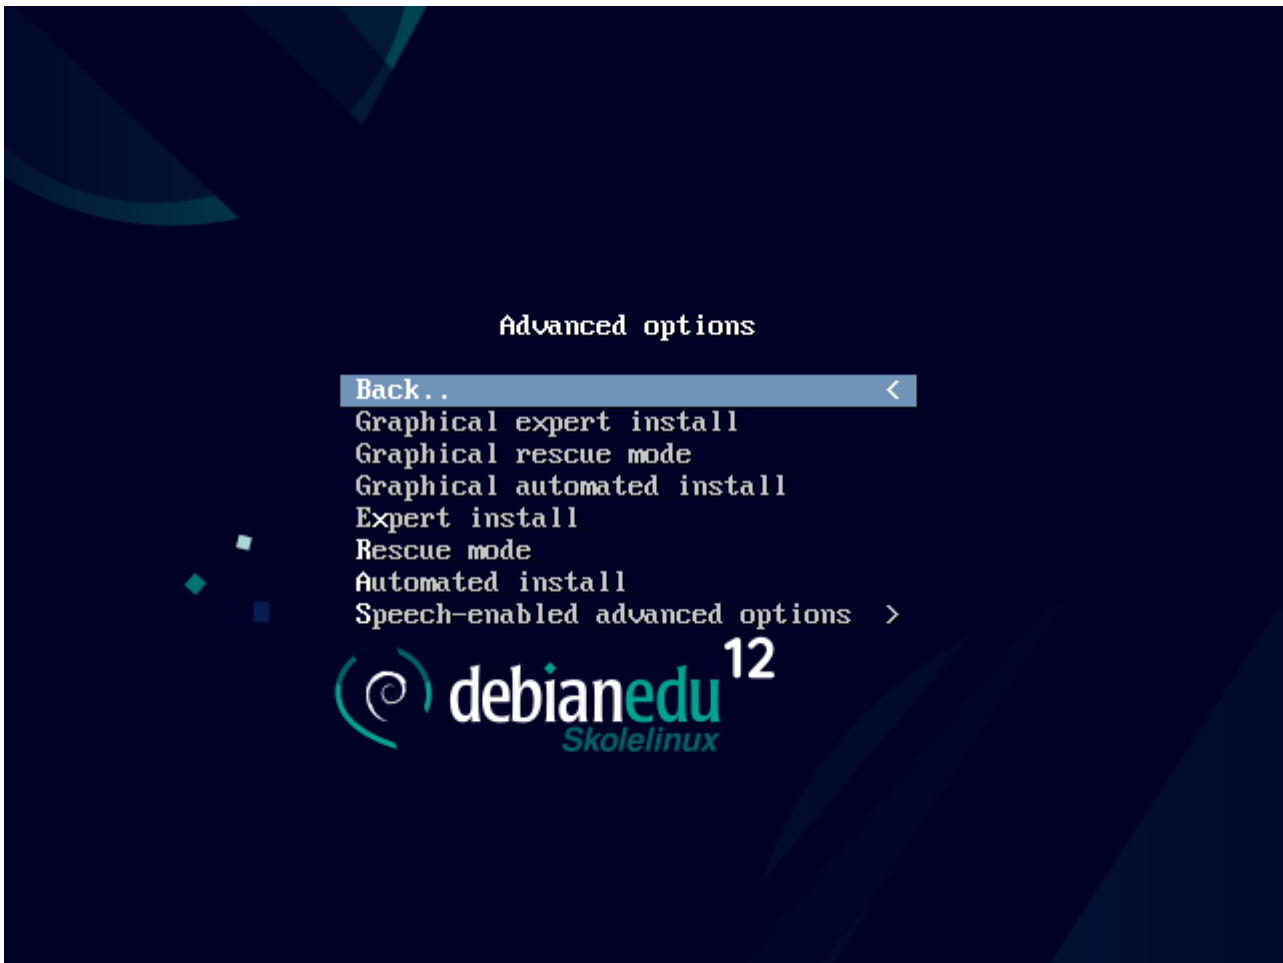 Advanced options
Back.. <
Graphical expert install
Graphical rescue mode
Graphical automated install
Expert install
Rescue mode
Automated install
Speech-enabled advanced options >
debianedu 12
Skolelinux